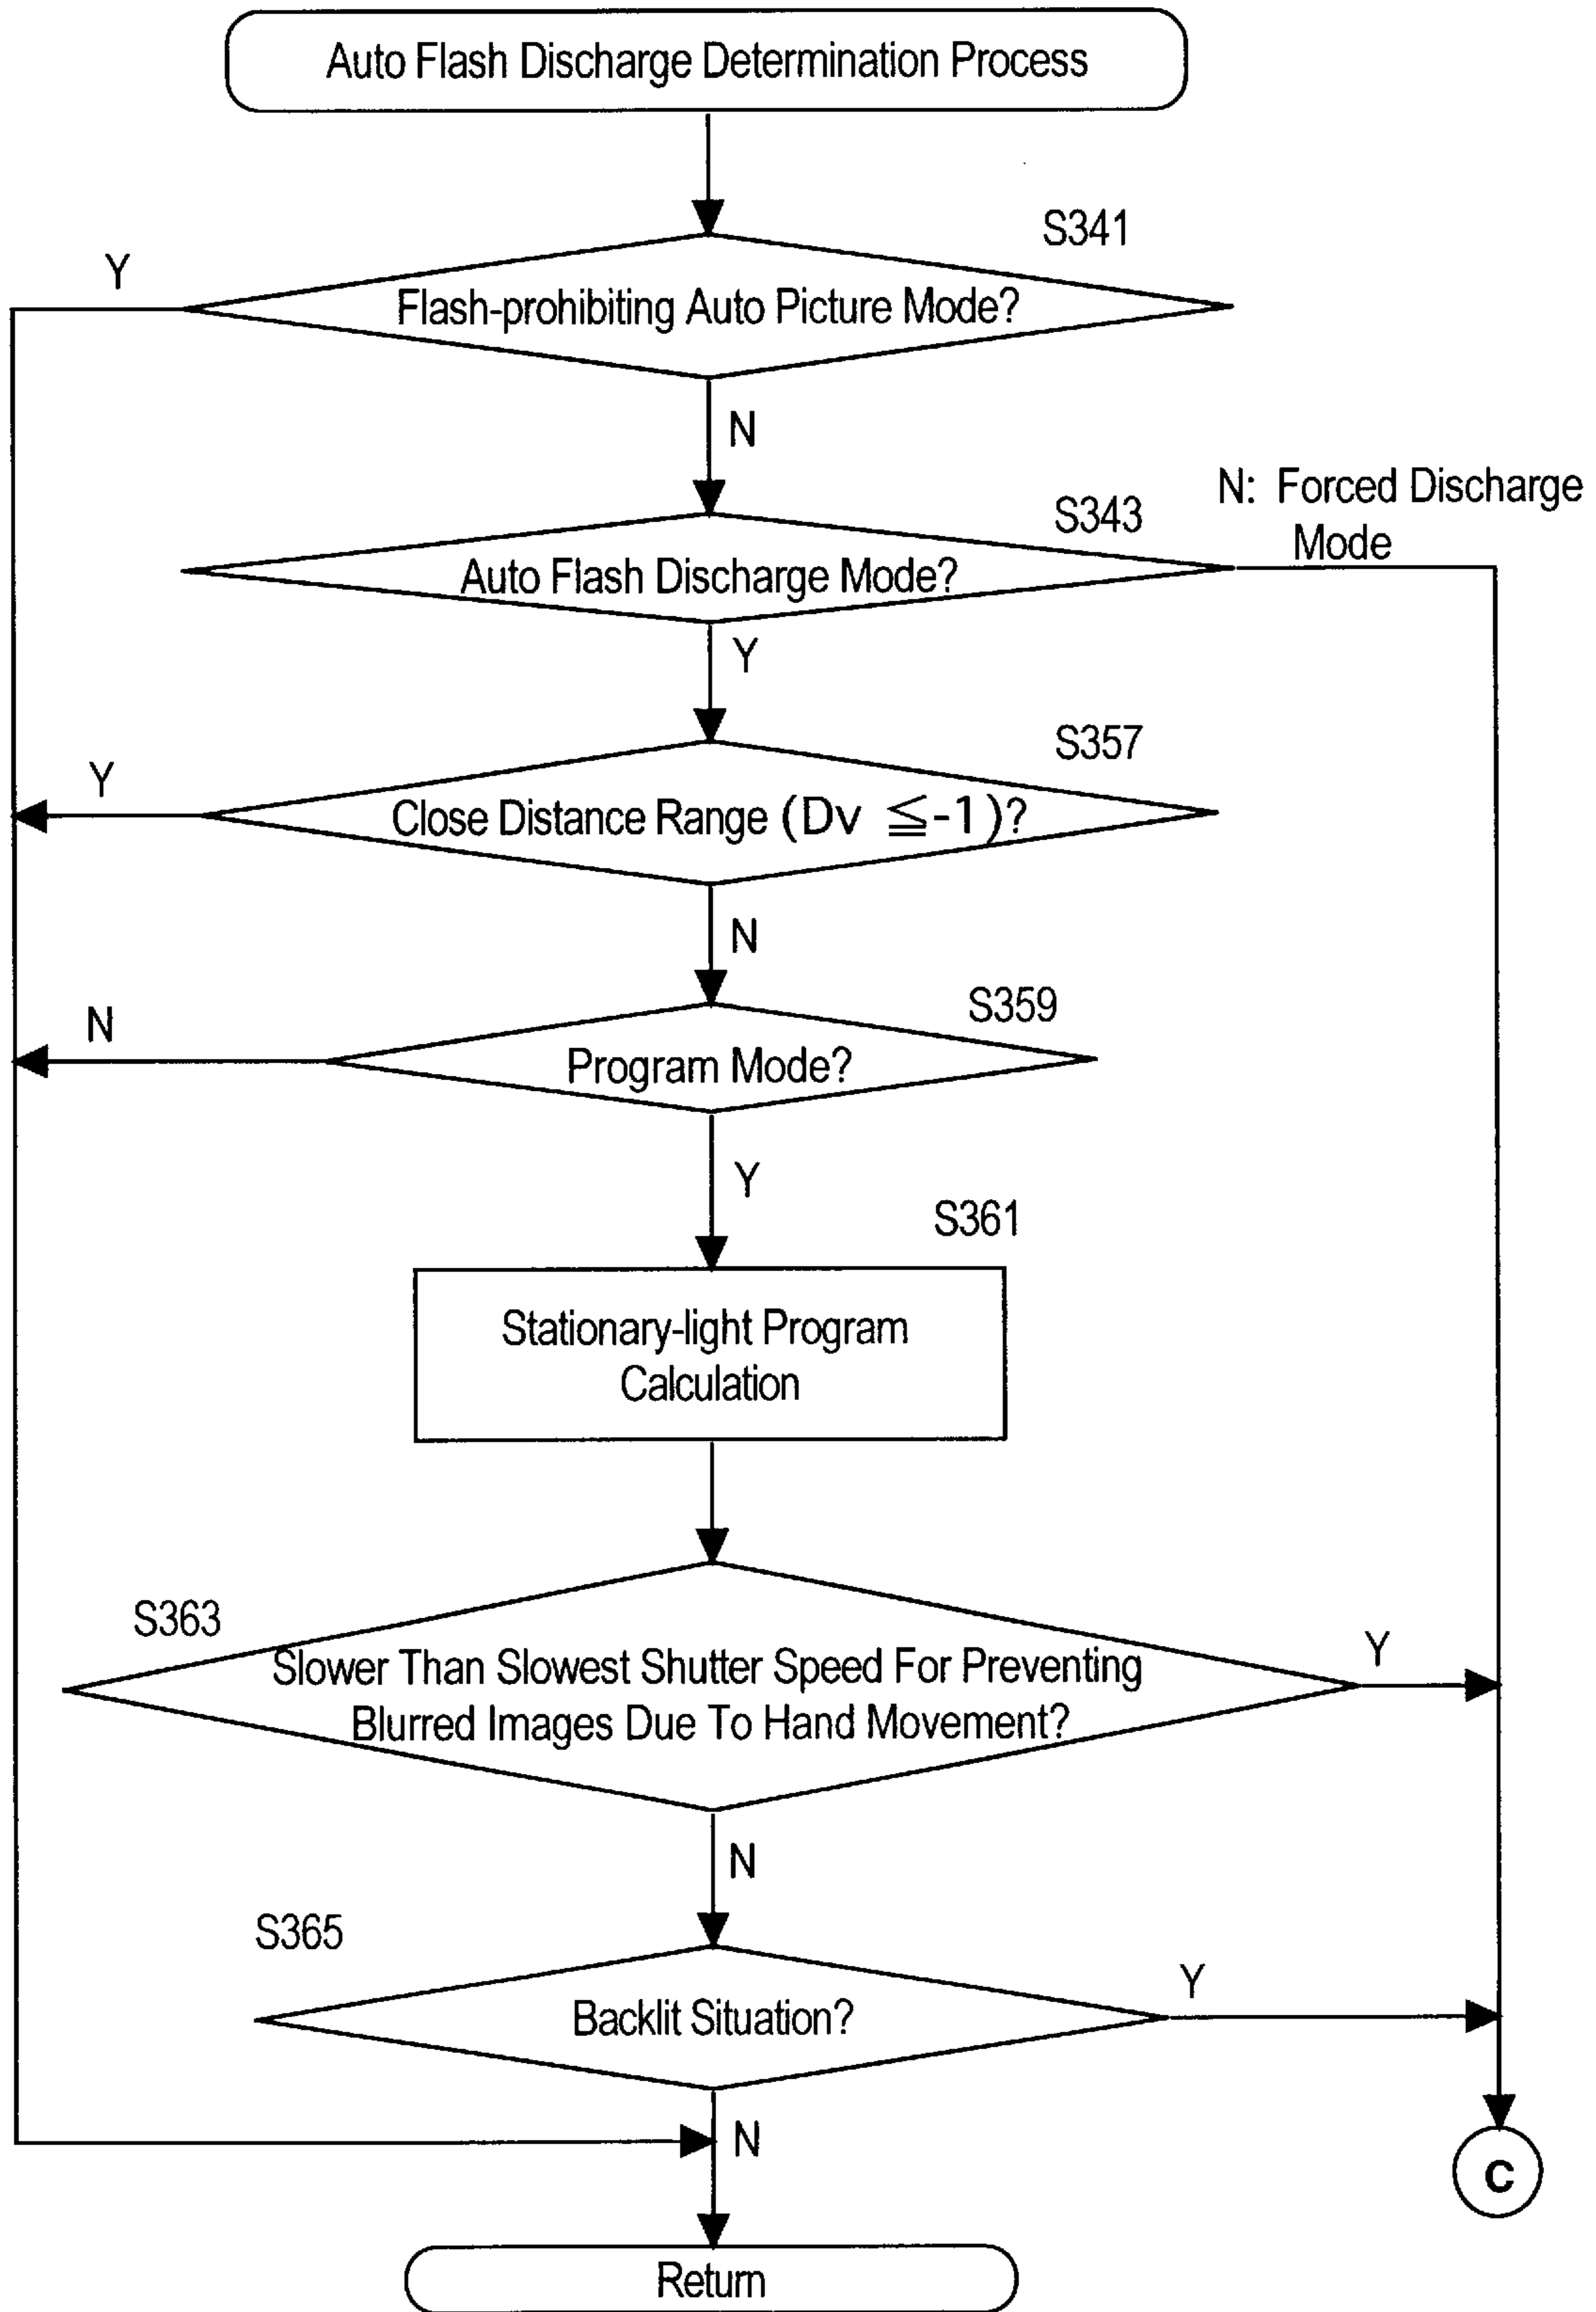 Auto Flash Discharge Determination Process
S341
Y
Flash-prohibiting Auto Picture Mode?
N
N: Forced Discharge
Mode
S343
Auto Flash Discharge Mode?
Y
S357
Y
Close Distance Range (Dv ≦-1)?
N
S359
N
Program Mode?
Y
S361
Stationary-light Program
Calculation
S363
Y
Slower Than Slowest Shutter Speed For Preventing
Blurred Images Due To Hand Movement?
N
S365
Y
Backlit Situation?
N
C
Return